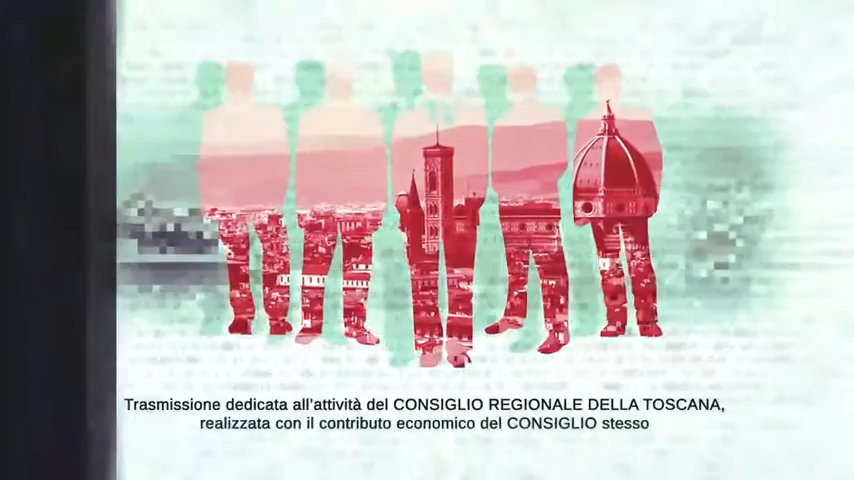 Trasmissione dedicata all'attività del CONSIGLIO REGIONALE DELLA TOSCANA,
realizzata con il contributo economico del CONSIGLIO stesso